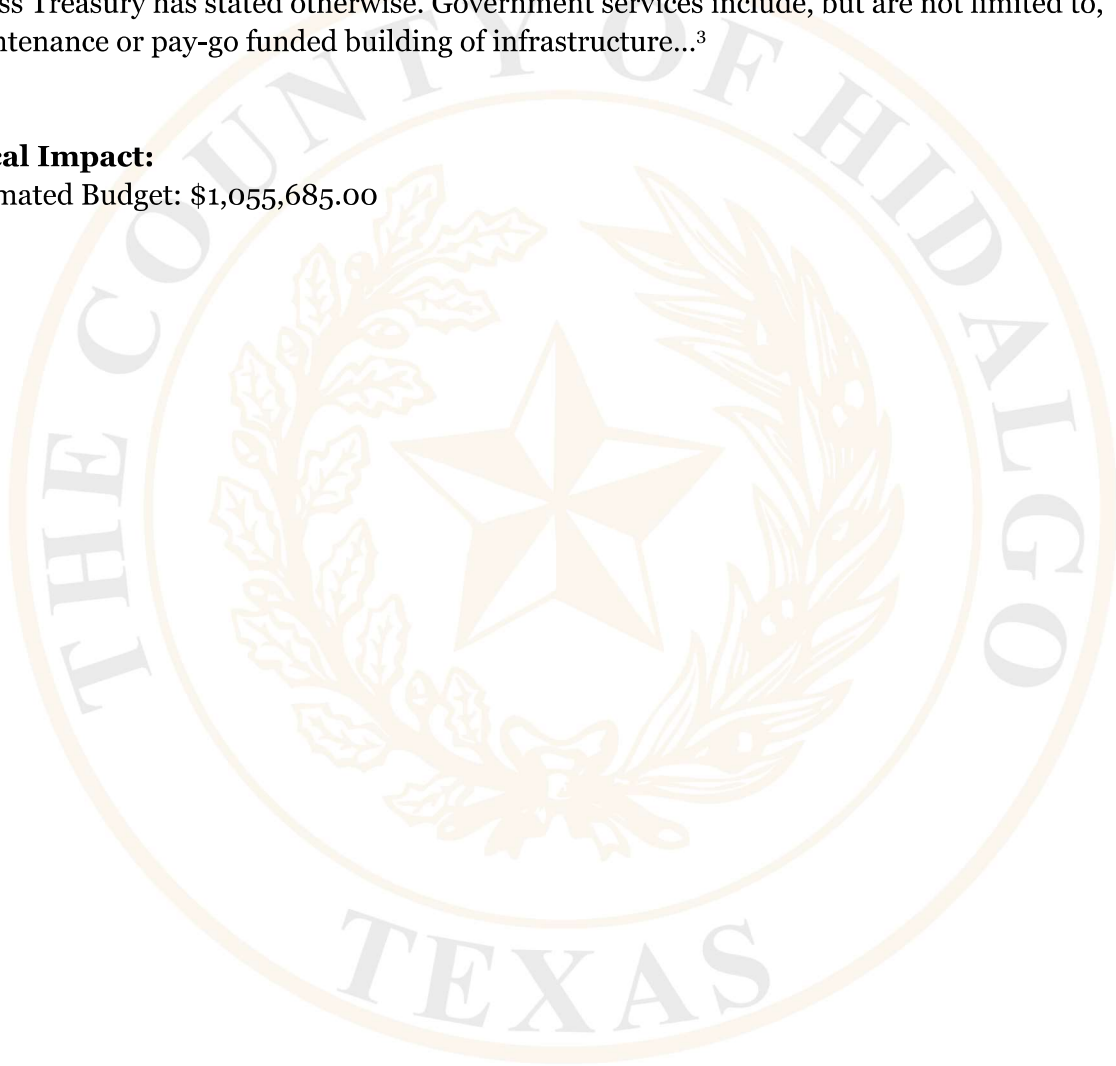 ss Treasury has stated otherwise. Government services include, but are not limited to,
ntenance or pay-go funded building of infrastructure...³
cal Impact:
mated Budget: $1,055,685.00
THE COUNTY OF HIDALGO
TEXAS